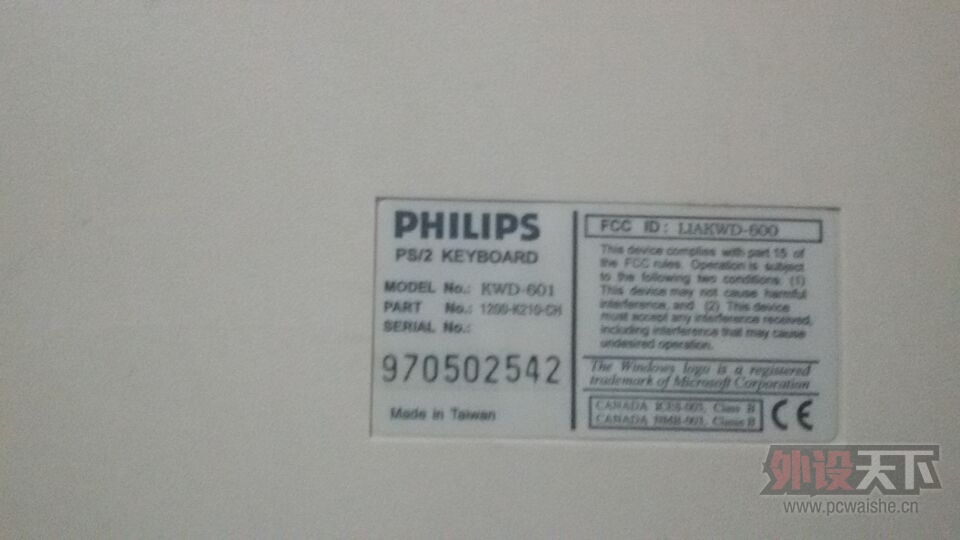 PHILIPS
PS/2 KEYBOARD
MODEL No.: KWD-601
PART No.: 1200-K210-CH
SERIAL No.:
970502542
Made in Taiwan
FCC ID: LIAKWD-600
This device complies with part 15 of
the FCC rules. Operation is subject
to the following two conditions: (1)
This device may not cause harmful
interference, and (2) This device
must accept any interference received,
including interference that may cause
undesired operation.
The Windows logo is a registered
trademark of Microsoft Corporation
CANADA ICES-003, Class B
CANADA NMB-003, Classe B
CE
外设天下
www.pcwaishe.cn